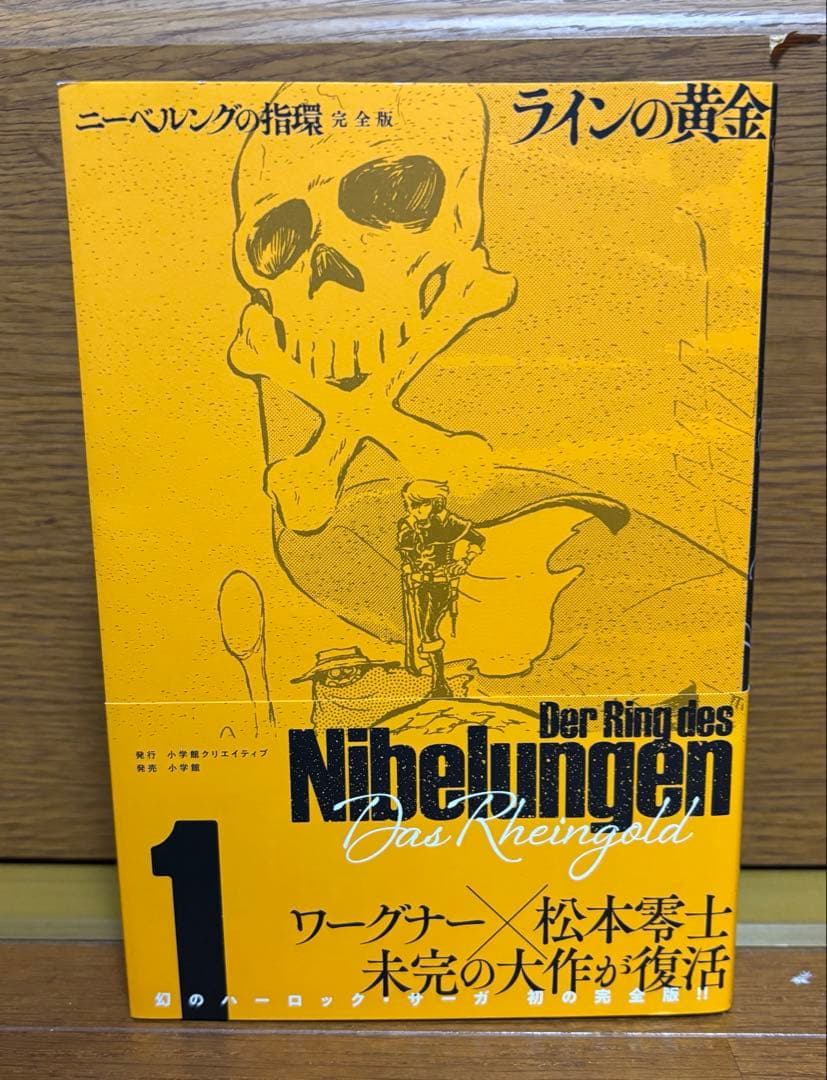 ニーベルングの指環 完全版
ラインの黄金
Der Ring des
Nibelungen
Das Rheingold
発行 小学館クリエイティブ
発売 小学館
1
ワーグナー×松本零士
未完の大作が復活
幻のハーロック・サーガ 初の完全版!!